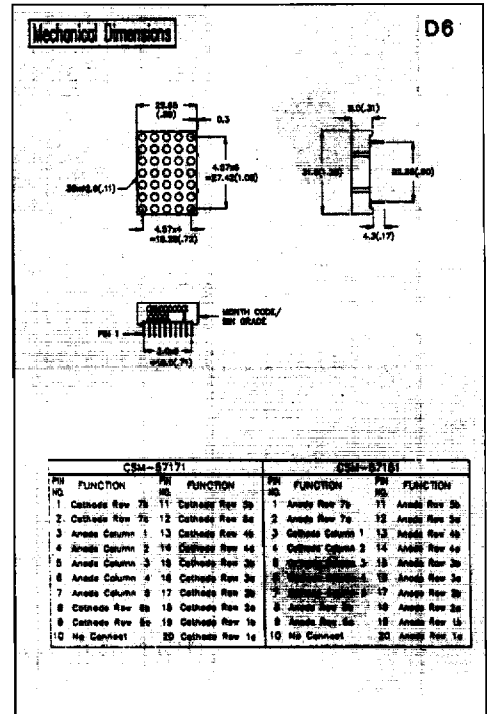 Mechanical Dimensions
D6
0.3
4.57x6
=27.43(1.08)
4.57x4
=18.28(.72)
4.3(.17)
MONTH CODE/
BIN GRADE
PIN 1
CSM-57171
CSM-57151
PIN NO. FUNCTION PIN NO. FUNCTION PIN NO. FUNCTION PIN NO. FUNCTION
1 Cathode Row 7b 11 Cathode Row 5b 1 Anode Row 7b 11 Anode Row 5b
2 Cathode Row 7a 12 Cathode Row 5a 2 Anode Row 7a 12 Anode Row 5a
3 Anode Column 1 13 Cathode Row 4b 3 Cathode Column 1 13 Anode Row 4b
4 Anode Column 2 14 Cathode Row 4a 4 Cathode Column 2 14 Anode Row 4a
5 Anode Column 3 15 Cathode Row 3b 3 15 Anode Row 3b
6 Anode Column 4 16 Cathode Row 3a 16 Anode Row 3a
7 Anode Column 5 17 Cathode Row 2b 17 Anode Row 2b
8 Cathode Row 6b 18 Cathode Row 2a 18 Anode Row 2a
9 Cathode Row 6a 19 Cathode Row 1b 19 Anode Row 1b
10 No Connect 20 Cathode Row 1a 10 No Connect 20 Anode Row 1a